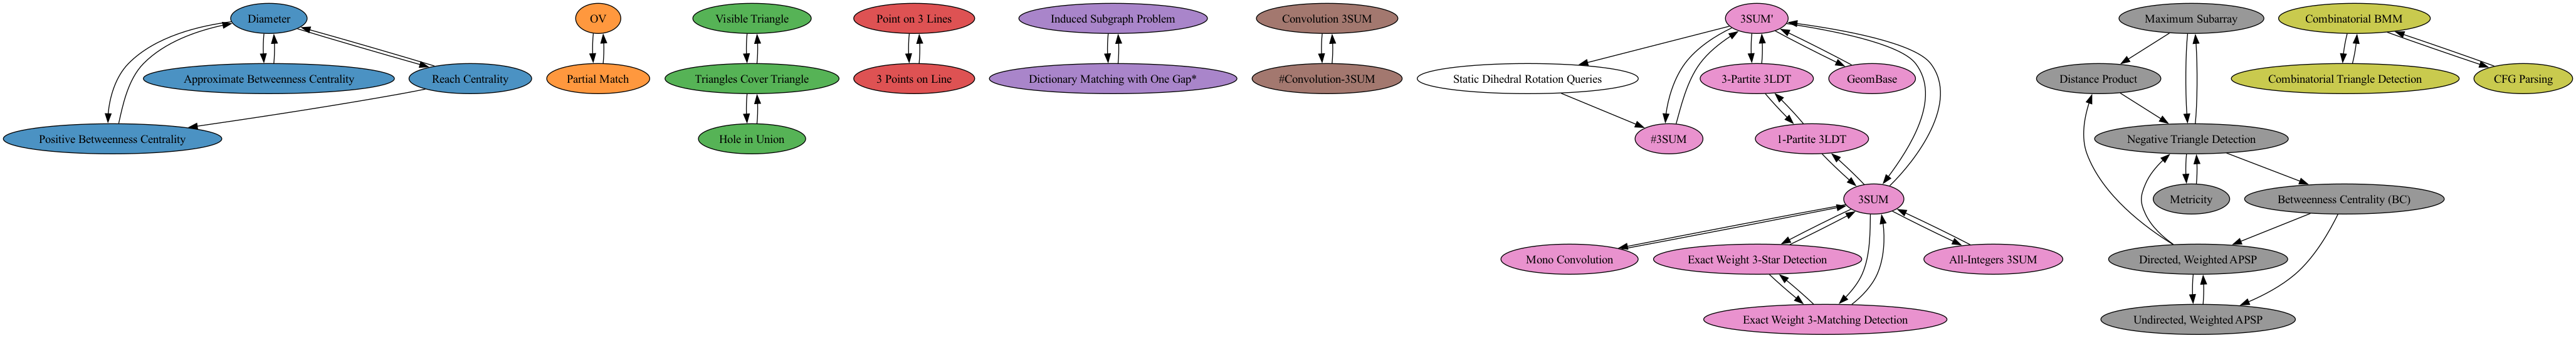 Diameter
OV
Visible Triangle
Point on 3 Lines
Induced Subgraph Problem
Convolution 3SUM
3SUM'
Maximum Subarray
Combinatorial BMM
Approximate Betweenness Centrality
Reach Centrality
Partial Match
Triangles Cover Triangle
3 Points on Line
Dictionary Matching with One Gap*
#Convolution-3SUM
Static Dihedral Rotation Queries
3-Partite 3LDT
GeomBase
Distance Product
Combinatorial Triangle Detection
CFG Parsing
Positive Betweenness Centrality
Hole in Union
#3SUM
1-Partite 3LDT
Negative Triangle Detection
3SUM
Metricity
Betweenness Centrality (BC)
Mono Convolution
Exact Weight 3-Star Detection
All-Integers 3SUM
Directed, Weighted APSP
Exact Weight 3-Matching Detection
Undirected, Weighted APSP